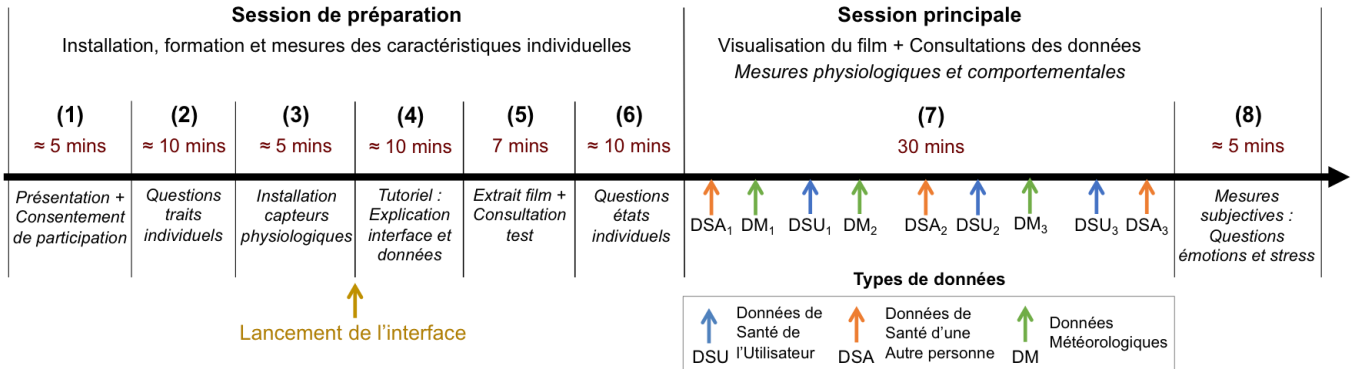 Session de préparation
Installation, formation et mesures des caractéristiques individuelles
Session principale
Visualisation du film + Consultations des données
Mesures physiologiques et comportementales
(1)
≈ 5 mins
Présentation +
Consentement
de participation
(2)
≈ 10 mins
Questions
traits
individuels
(3)
≈ 5 mins
Installation
capteurs
physiologiques
(4)
≈ 10 mins
Tutoriel :
Explication
interface et
données
(5)
7 mins
Extrait film +
Consultation
test
(6)
≈ 10 mins
Questions
états
individuels
(7)
30 mins
DSA₁ DM₁ DSU₁ DM₂ DSA₂ DSU₂ DM₃ DSU₃ DSA₃
(8)
≈ 5 mins
Mesures
subjectives :
Questions
émotions et stress
Lancement de l’interface
Types de données
DSU
Données de
Santé de
l’Utilisateur
DSA
Données de
Santé d’une
Autre personne
DM
Données
Météorologiques